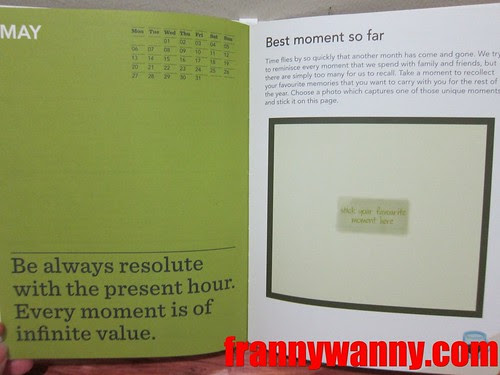 MAY
Mon Tue Wed Thu Fri Sat Sun
01 02 03 04 05
06 07 08 09 10 11 12
13 14 15 16 17 18 19
20 21 22 23 24 25 26
27 28 29 30 31
Be always resolute
with the present hour.
Every moment is of
infinite value.
Best moment so far
Time flies by so quickly that another month has come and gone. We try
to reminisce every moment that we spend with family and friends, but
there are simply too many for us to recall. Take a moment to recollect
your favourite memories that you want to carry with you for the rest of
the year. Choose a photo which captures one of those unique moments
and stick it on this page.
stick your favourite
moment here
frannywanny.com